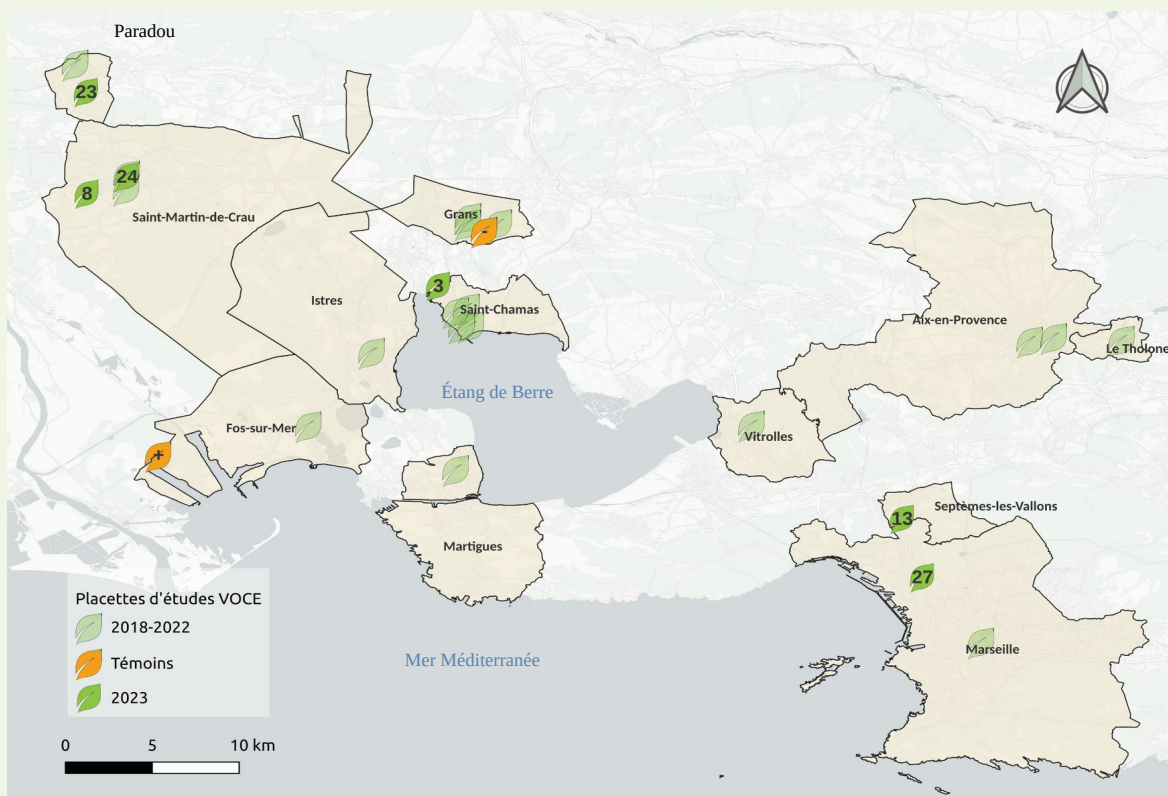 Paradou
23
24
8
Saint-Martin-de-Crau
Grans
-
3
Saint-Chamas
Istres
Aix-en-Provence
Le Tholone
Étang de Berre
Fos-sur-Mer
Vitrolles
+
13
Septèmes-les-Vallons
Martigues
27
Marseille
Mer Méditerranée
Placettes d'études VOCE
2018-2022
Témoins
2023
0 5 10 km